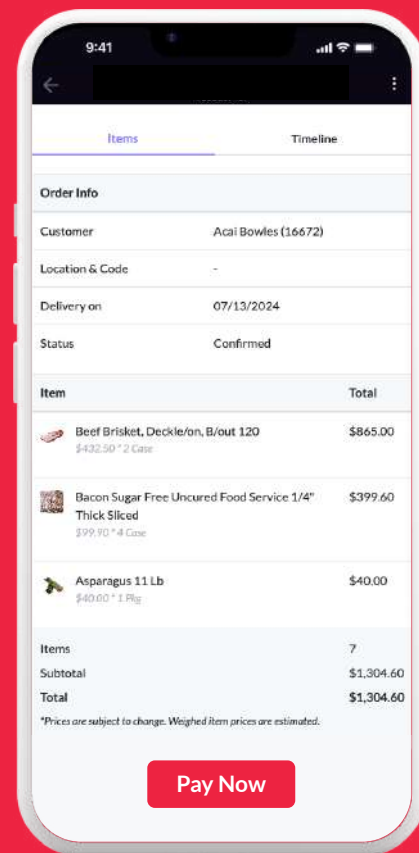 9:41
Items Timeline
Order Info
Customer Acai Bowles (16672)
Location & Code -
Delivery on 07/13/2024
Status Confirmed
Item Total
Beef Brisket, Deckle/on, B/out 120 $865.00
$432.50 * 2 Case
Bacon Sugar Free Uncured Food Service 1/4" $399.60
Thick Sliced
$99.90 * 4 Case
Asparagus 11 Lb $40.00
$40.00 * 1 Pkg
Items 7
Subtotal $1,304.60
Total $1,304.60
*Prices are subject to change. Weighed item prices are estimated.
Pay Now